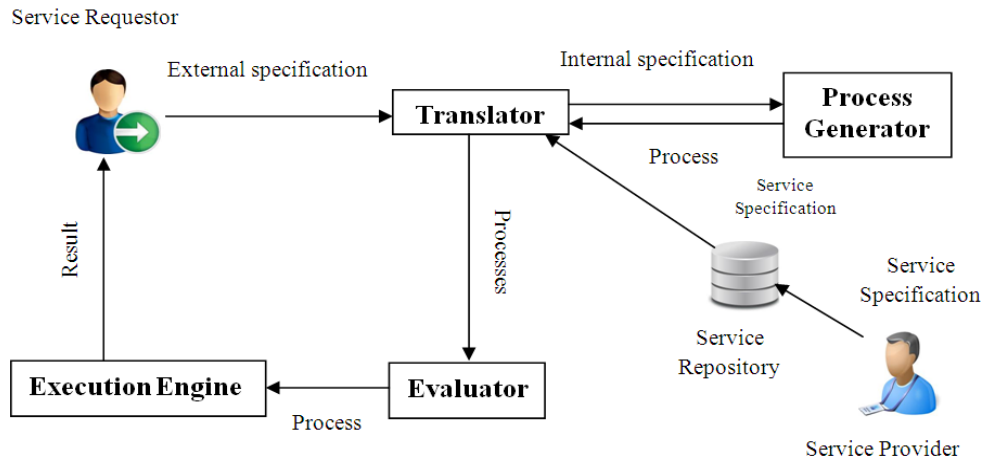 Service Requestor
External specification
Internal specification
Translator
Process
Generator
Process
Service
Specification
Processes
Result
Service
Specification
Service
Repository
Execution Engine
Evaluator
Process
Service Provider